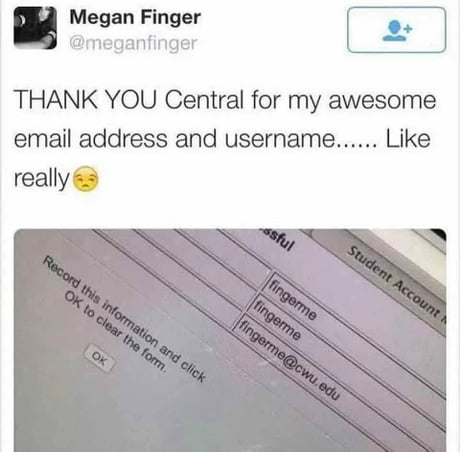 Megan Finger
@meganfinger
THANK YOU Central for my awesome
email address and username...... Like
really😒
Student Account
Record this information and click
OK to clear the form.
OK
fingerme
fingerme
fingerme@cwu.edu